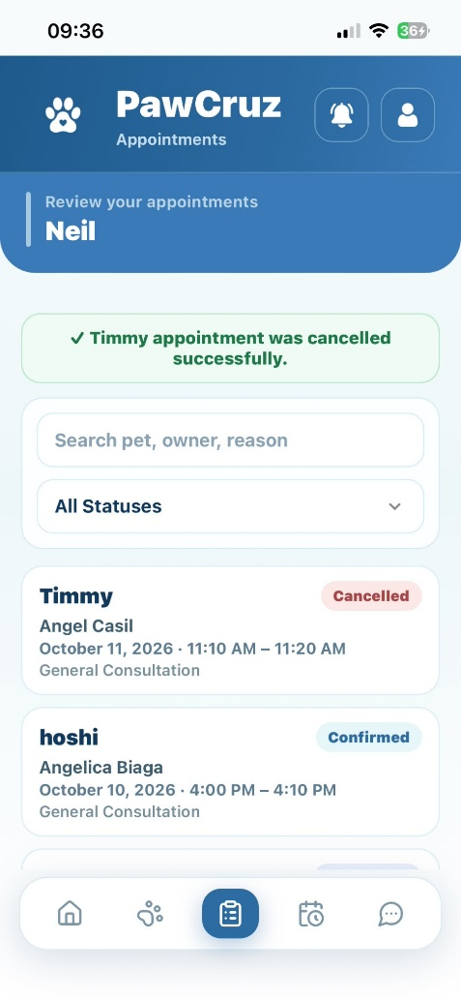 09:36
36
PawCruz
Appointments
Review your appointments
Neil
✓ Timmy appointment was cancelled
successfully.
Search pet, owner, reason
All Statuses
Timmy
Cancelled
Angel Casil
October 11, 2026 · 11:10 AM – 11:20 AM
General Consultation
hoshi
Confirmed
Angelica Biaga
October 10, 2026 · 4:00 PM – 4:10 PM
General Consultation